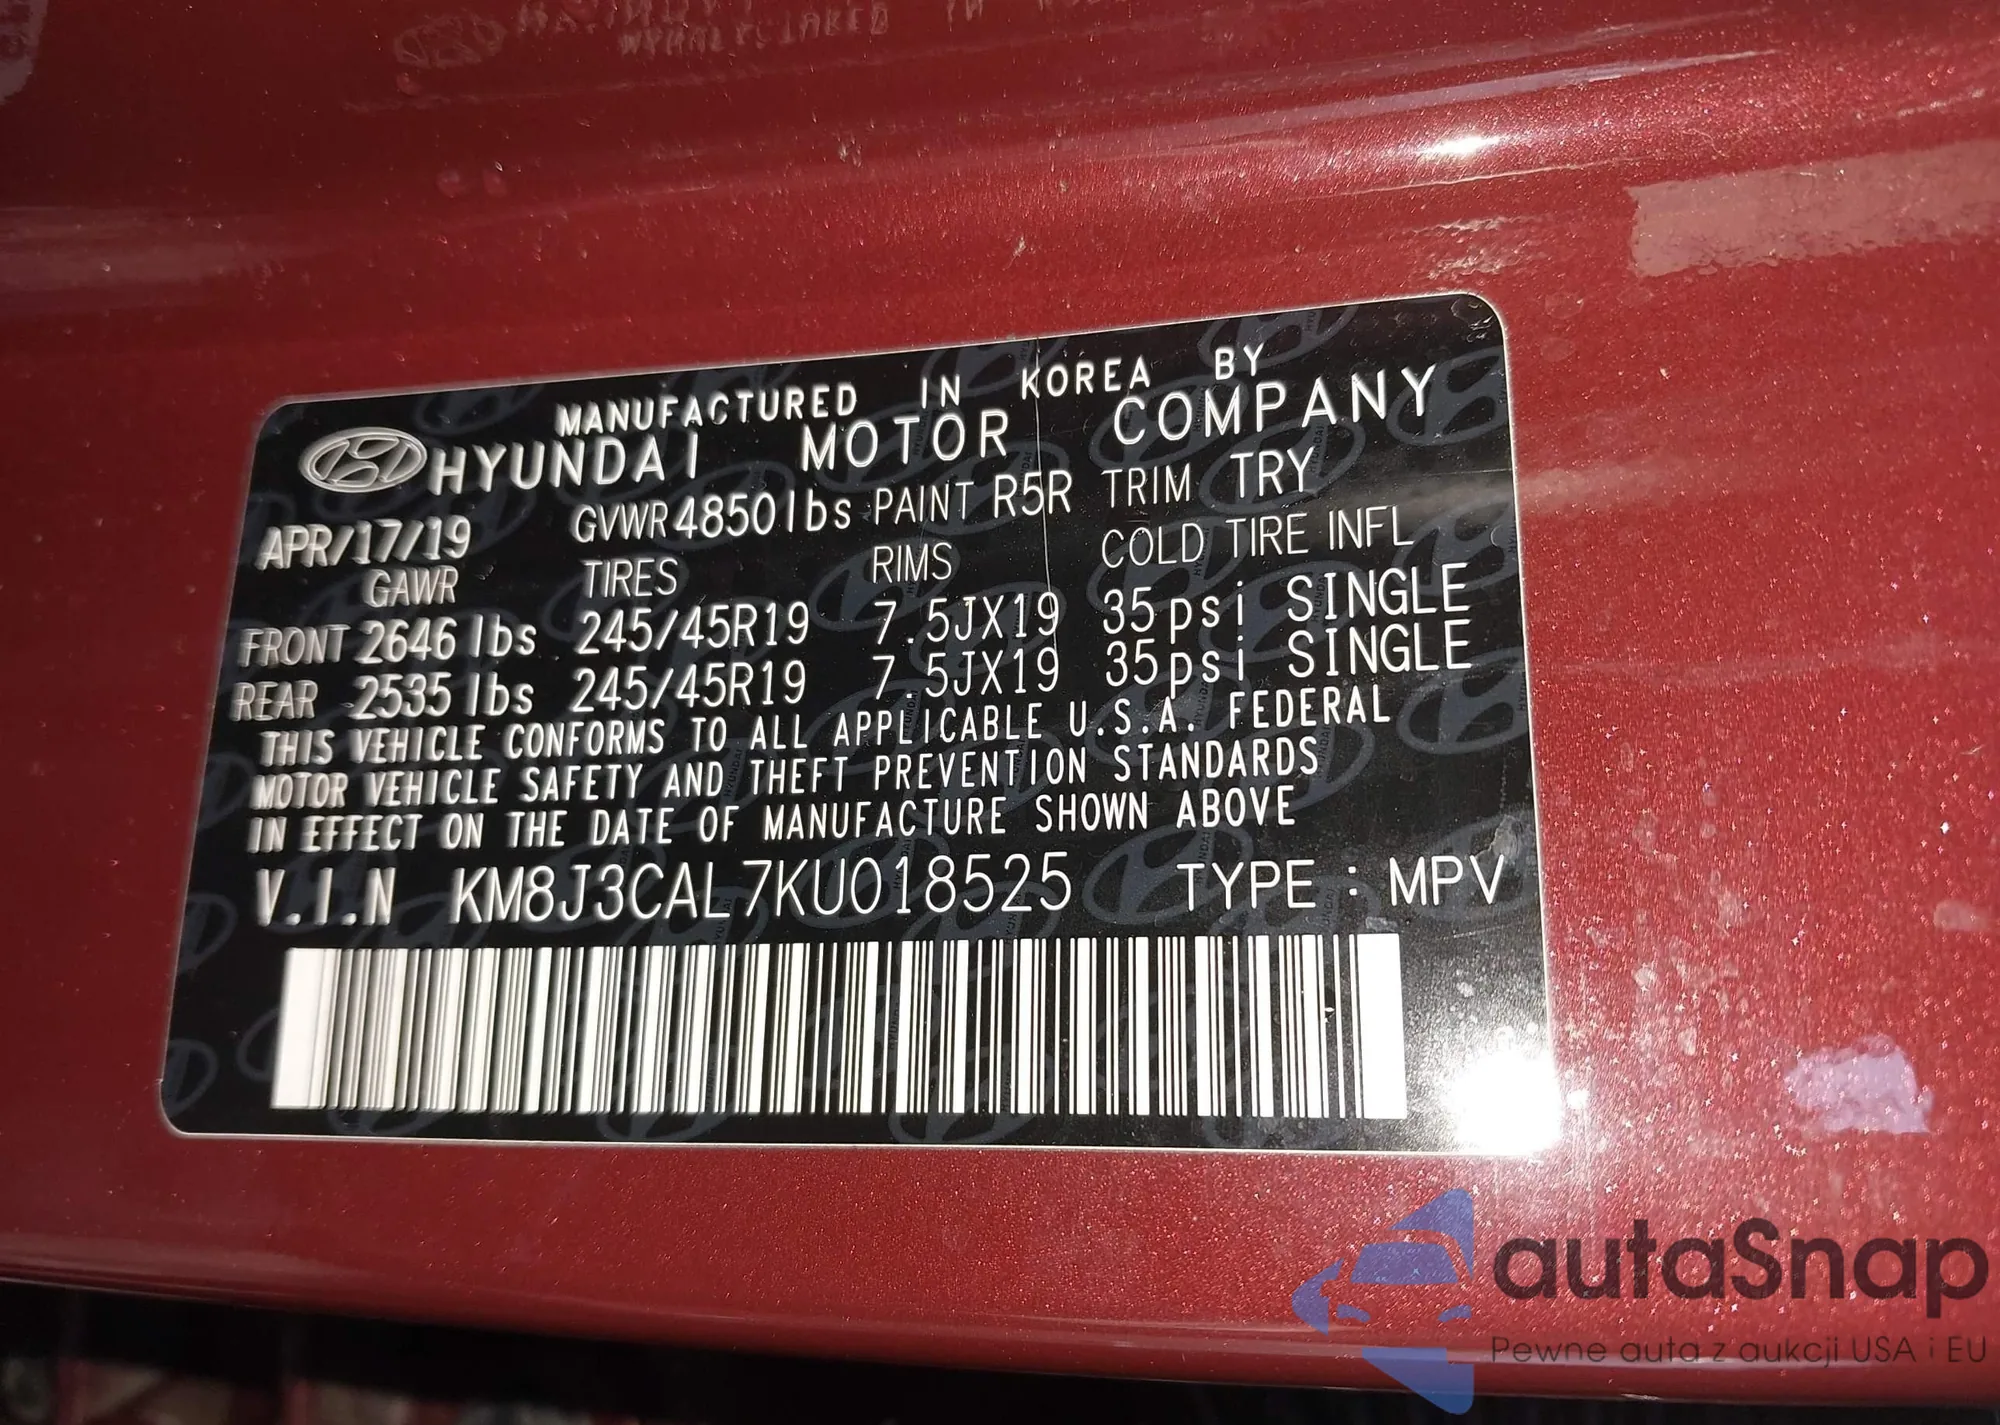 MANUFACTURED IN KOREA BY
HYUNDAI MOTOR COMPANY
APR/17/19 GVWR 4850lbs PAINT R5R TRIM TRY
GAWR TIRES RIMS COLD TIRE INFL
FRONT 2646 lbs 245/45R19 7.5JX19 35psi SINGLE
REAR 2535 lbs 245/45R19 7.5JX19 35psi SINGLE
THIS VEHICLE CONFORMS TO ALL APPLICABLE U.S.A. FEDERAL
MOTOR VEHICLE SAFETY AND THEFT PREVENTION STANDARDS
IN EFFECT ON THE DATE OF MANUFACTURE SHOWN ABOVE
V.I.N KM8J3CAL7KU018525 TYPE : MPV
autaSnap
Pewne auta z aukcji USA i EU